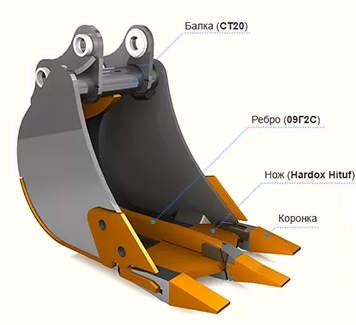 Балка (СТ20)
Ребро (09Г2С)
Нож (Hardox Hituf)
Коронка